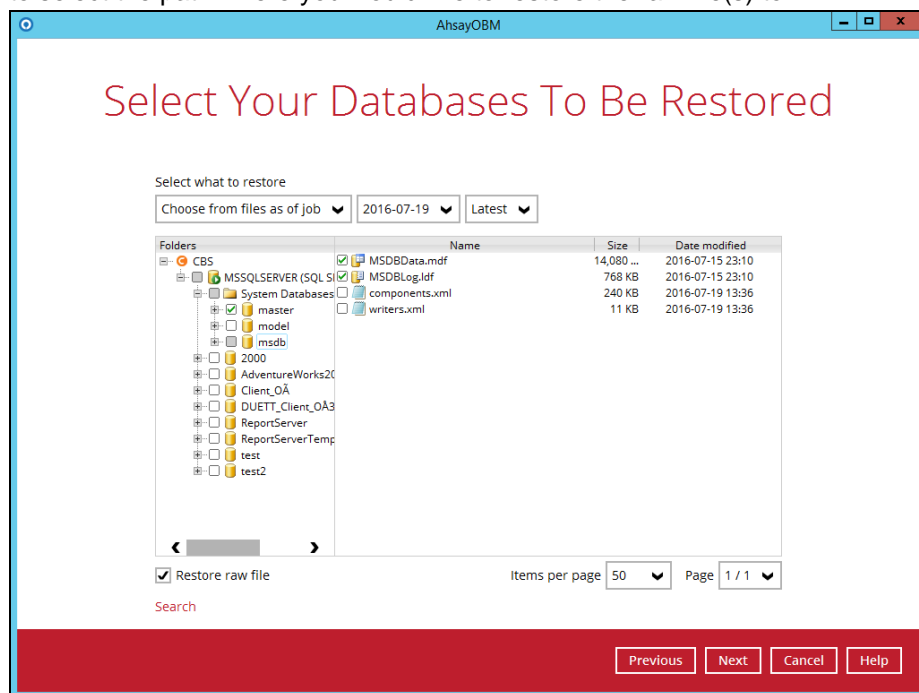 AhsayOBM
Select Your Databases To Be Restored
Select what to restore
Choose from files as of job 2016-07-19 Latest
Folders Name Size Date modified
CBS MSDBData.mdf 14,080 ... 2016-07-15 23:10
MSSQLSERVER (SQL MSDBLog.ldf 768 KB 2016-07-15 23:10
System Databases components.xml 240 KB 2016-07-19 13:36
master writers.xml 11 KB 2016-07-19 13:36
model
msdb
2000
AdventureWorks20
Client_OÃ
DUETT_Client_OÃ3
ReportServer
ReportServerTemp
test
test2
Restore raw file Items per page 50 Page 1 / 1
Search
Previous Next Cancel Help